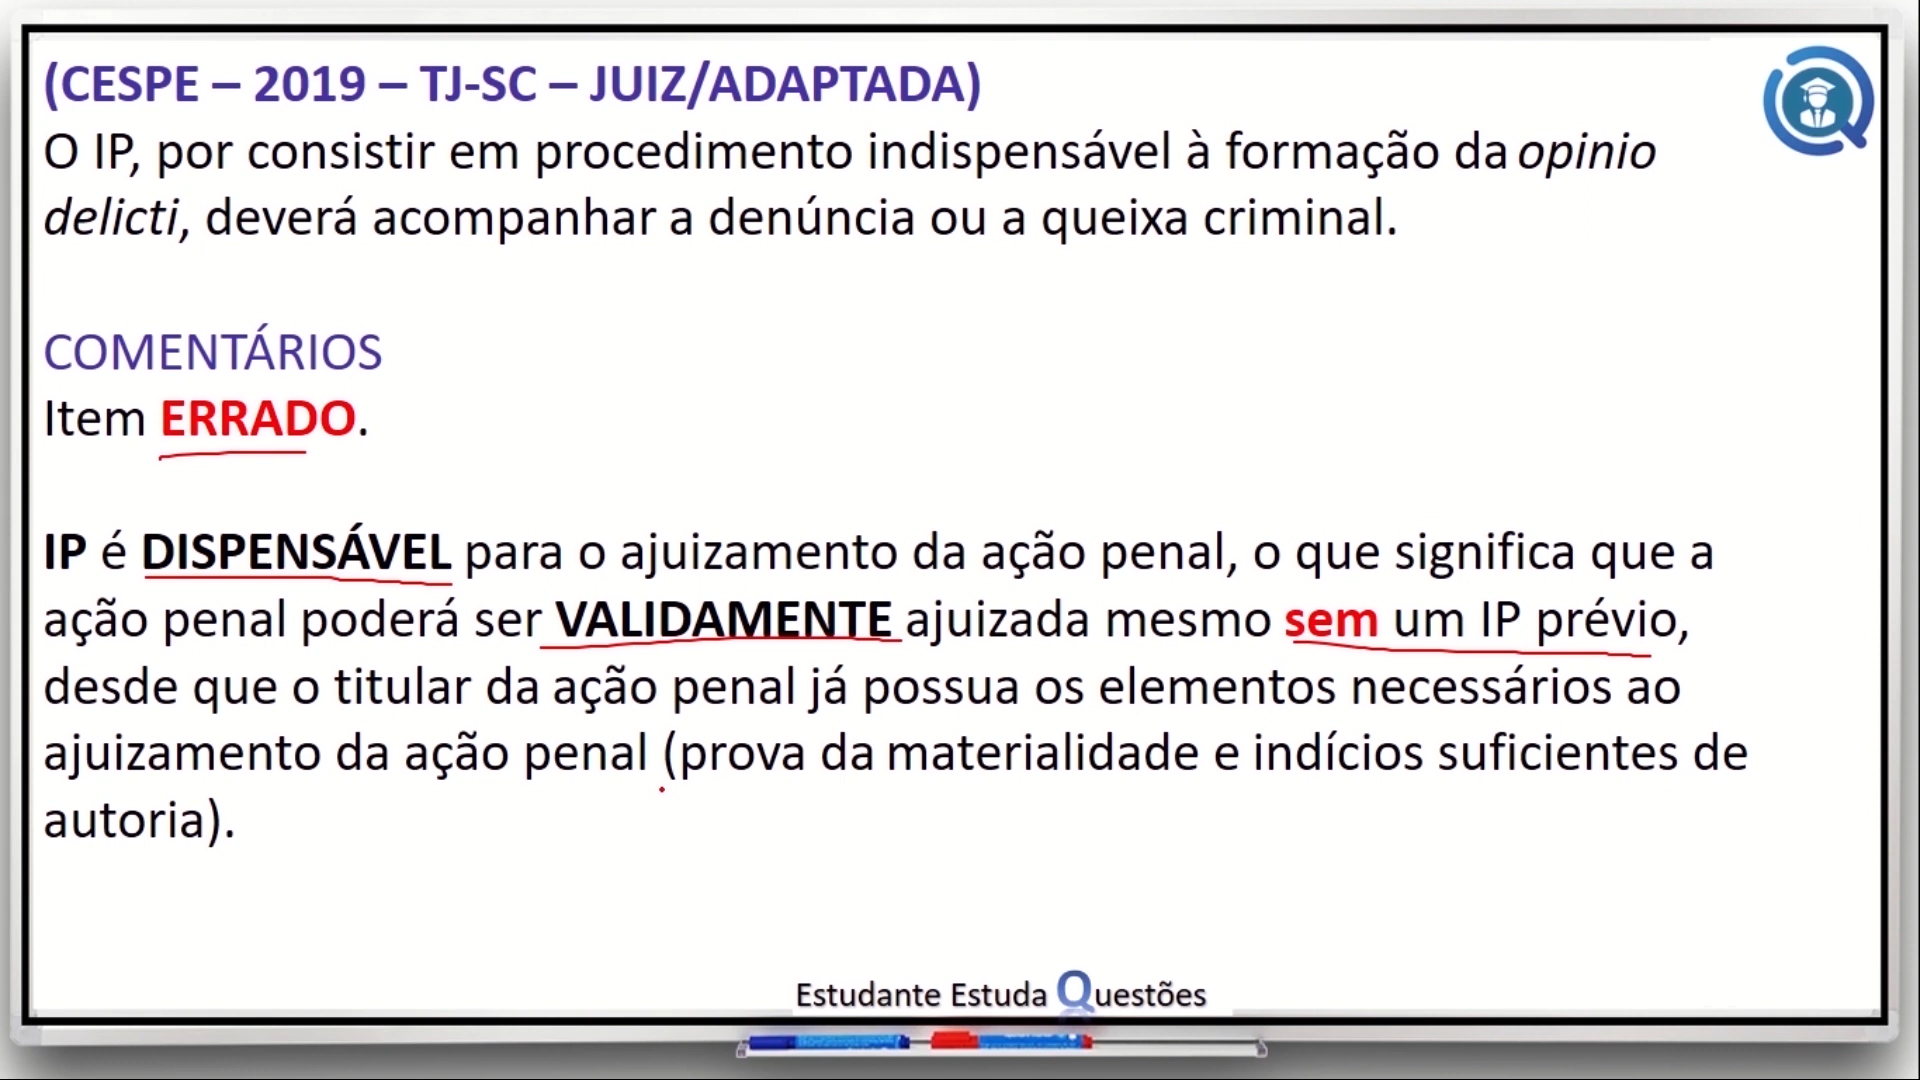 (CESPE – 2019 – TJ-SC – JUIZ/ADAPTADA)
O IP, por consistir em procedimento indispensável à formação da opinio
delicti, deverá acompanhar a denúncia ou a queixa criminal.
COMENTÁRIOS
Item ERRADO.
IP é DISPENSÁVEL para o ajuizamento da ação penal, o que significa que a
ação penal poderá ser VALIDAMENTE ajuizada mesmo sem um IP prévio,
desde que o titular da ação penal já possua os elementos necessários ao
ajuizamento da ação penal (prova da materialidade e indícios suficientes de
autoria).
Estudante Estuda Questões